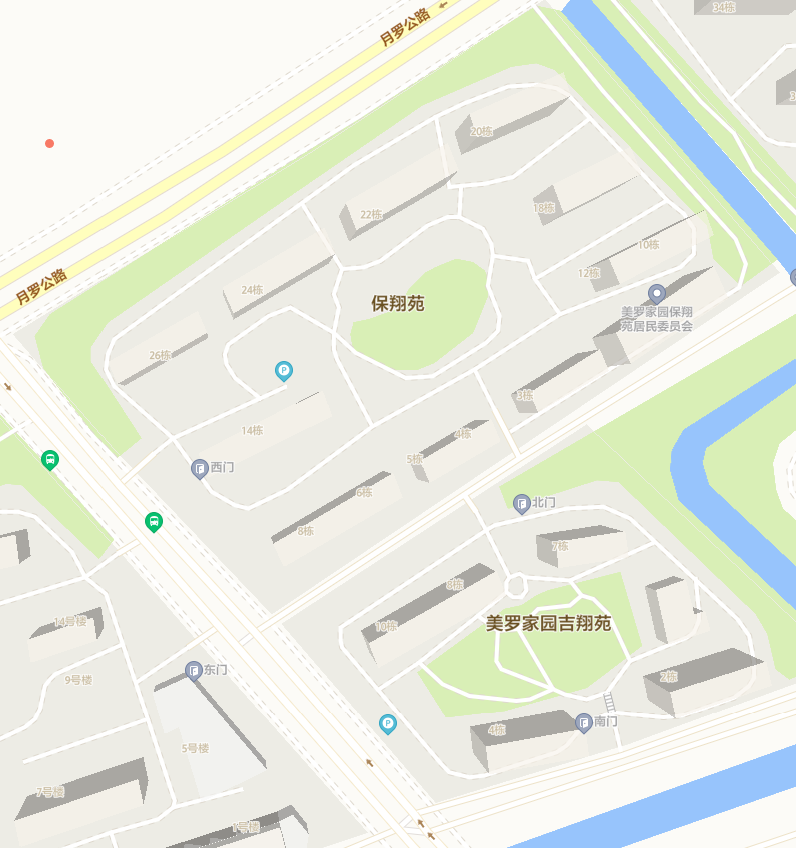 34栋
月罗公路
20栋
18栋
22栋
10栋
12栋
24栋
保翔苑
美罗家园保翔
苑居民委员会
26栋
P
3栋
14栋
4栋
5栋
西门
6栋
北门
8栋
7栋
8栋
10栋
美罗家园吉翔苑
14号楼
9号楼
东门
2栋
南门
P
4栋
5号楼
7号楼
1号楼
月罗公路